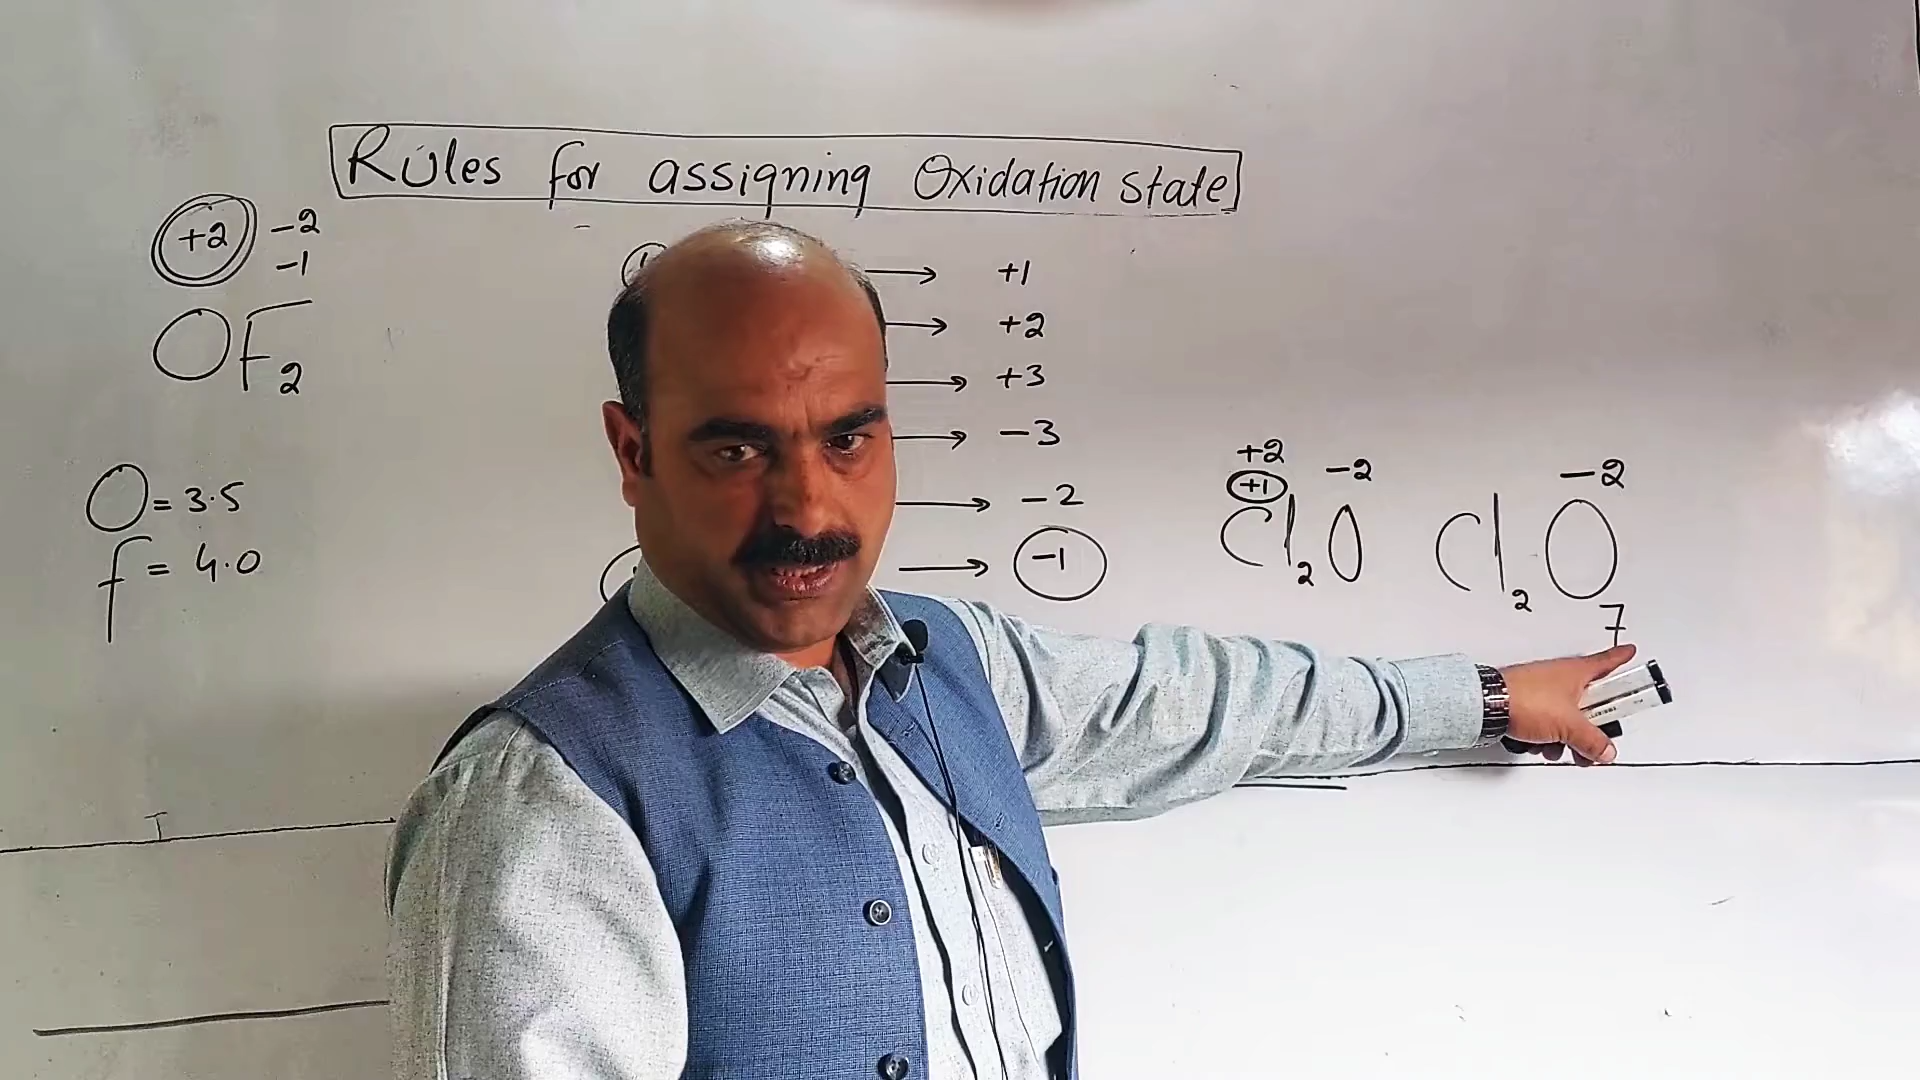 Rules for assigning Oxidation state
+2 -2
-1
OF2
O = 3.5
F = 4.0
→ +1
→ +2
→ +3
→ -3
→ -2
→ -1
+2
+1 -2
Cl2O
-2
Cl2O7